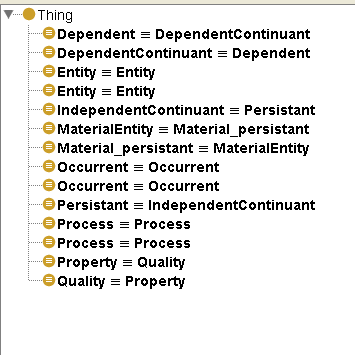 Thing
Dependent ≡ DependentContinuant
DependentContinuant ≡ Dependent
Entity ≡ Entity
Entity ≡ Entity
IndependentContinuant ≡ Persistant
MaterialEntity ≡ Material_persistant
Material_persistant ≡ MaterialEntity
Occurrent ≡ Occurrent
Occurrent ≡ Occurrent
Persistant ≡ IndependentContinuant
Process ≡ Process
Process ≡ Process
Property ≡ Quality
Quality ≡ Property